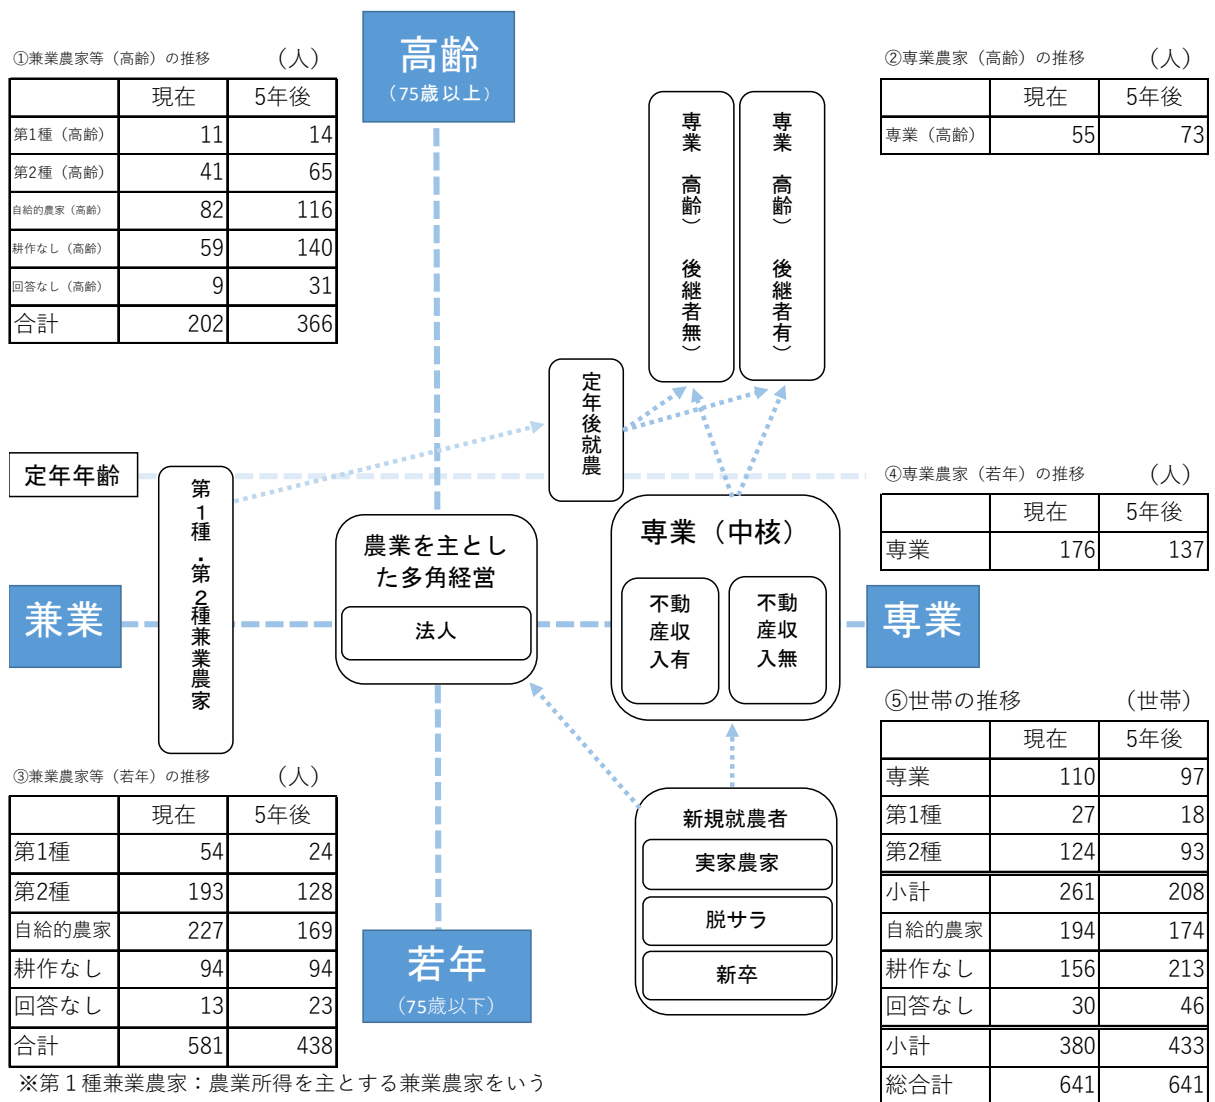 ①兼業農家等（高齢）の推移 （人）
現在 5年後
第1種（高齢） 11 14
第2種（高齢） 41 65
自給的農家（高齢） 82 116
耕作なし（高齢） 59 140
回答なし（高齢） 9 31
合計 202 366
高齢
（75歳以上）
②専業農家（高齢）の推移 （人）
現在 5年後
専業（高齢） 55 73
専業（高齢）（後継者無）
専業（高齢）（後継者有）
定年後就農
定年年齢
第1種・第2種兼業農家
農業を主とし
た多角経営
法人
専業（中核）
不動
産収
入有
不動
産収
入無
④専業農家（若年）の推移 （人）
現在 5年後
専業 176 137
兼業
専業
③兼業農家等（若年）の推移 （人）
現在 5年後
第1種 54 24
第2種 193 128
自給的農家 227 169
耕作なし 94 94
回答なし 13 23
合計 581 438
※第１種兼業農家：農業所得を主とする兼業農家をいう
若年
（75歳以下）
新規就農者
実家農家
脱サラ
新卒
⑤世帯の推移 （世帯）
現在 5年後
専業 110 97
第1種 27 18
第2種 124 93
小計 261 208
自給的農家 194 174
耕作なし 156 213
回答なし 30 46
小計 380 433
総合計 641 641